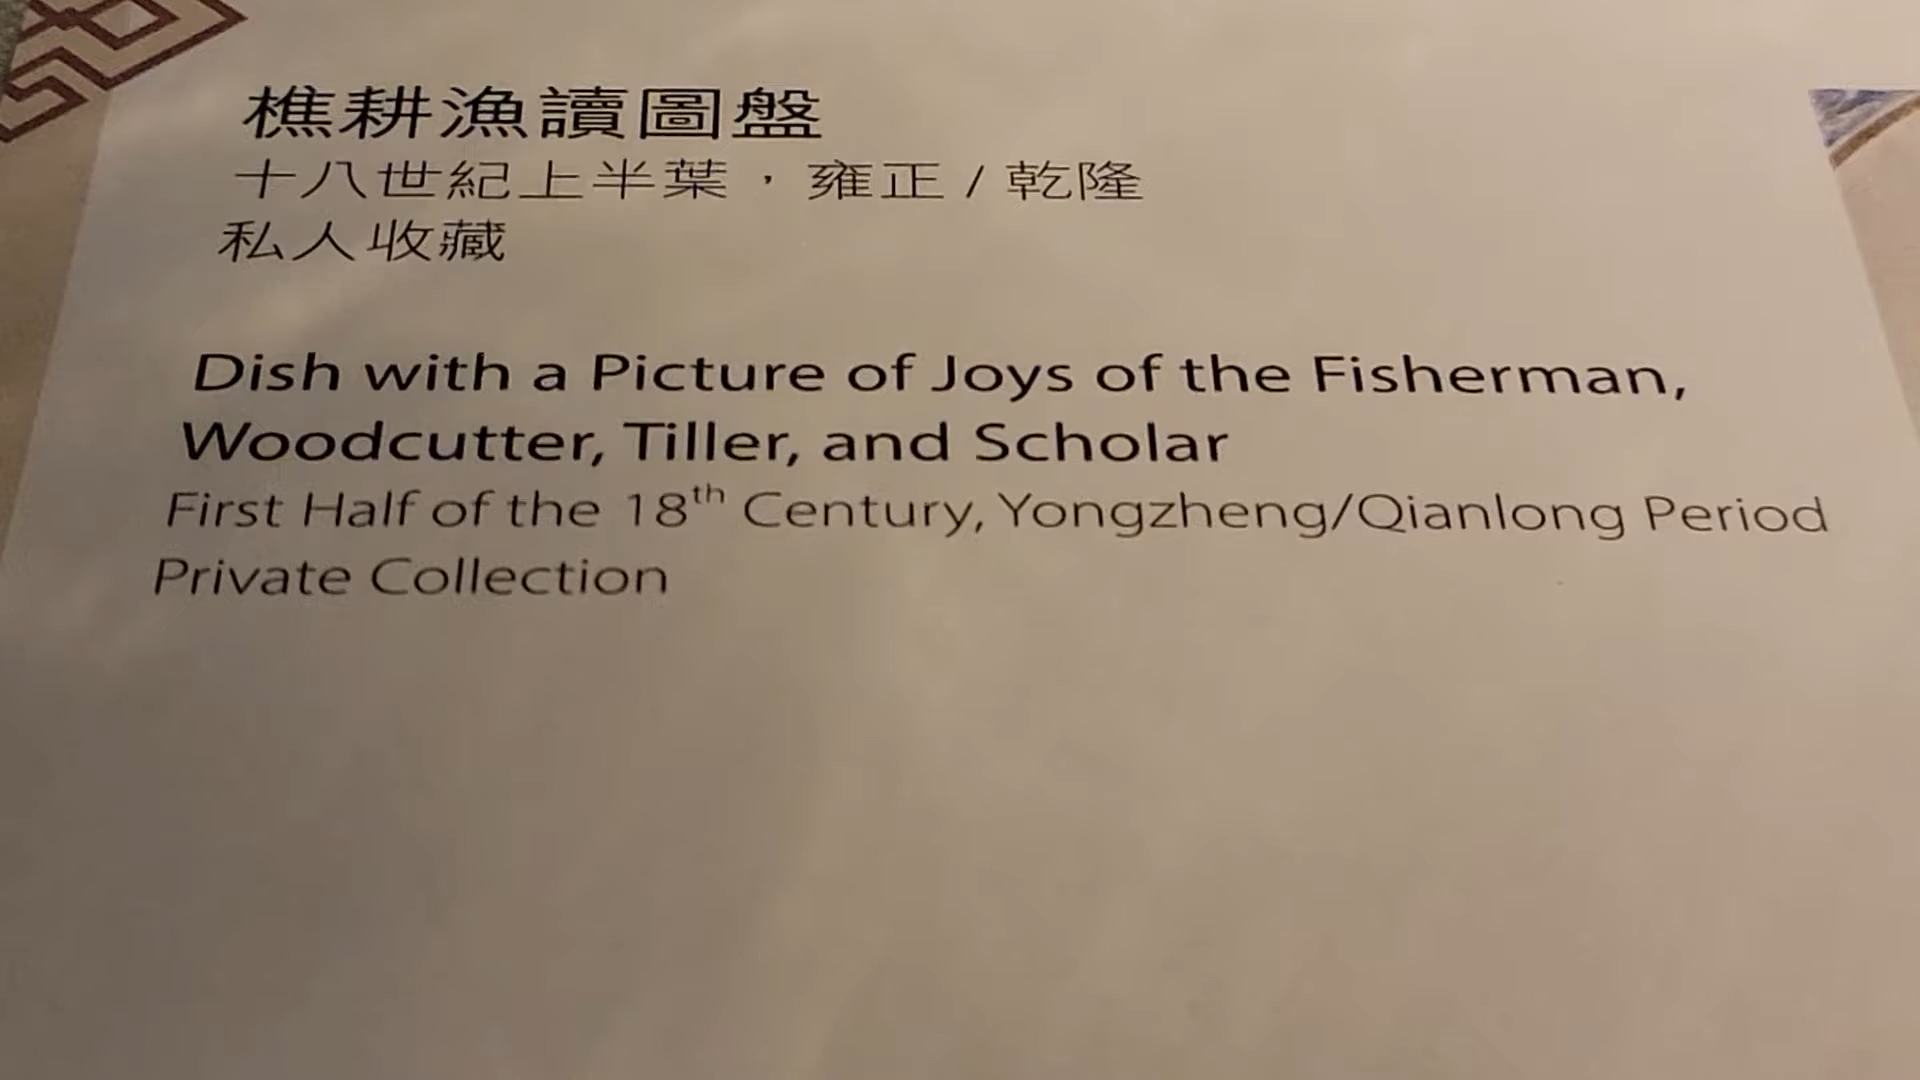 樵耕漁讀圖盤
十八世紀上半葉，雍正 / 乾隆
私人收藏
Dish with a Picture of Joys of the Fisherman,
Woodcutter, Tiller, and Scholar
First Half of the 18th Century, Yongzheng/Qianlong Period
Private Collection